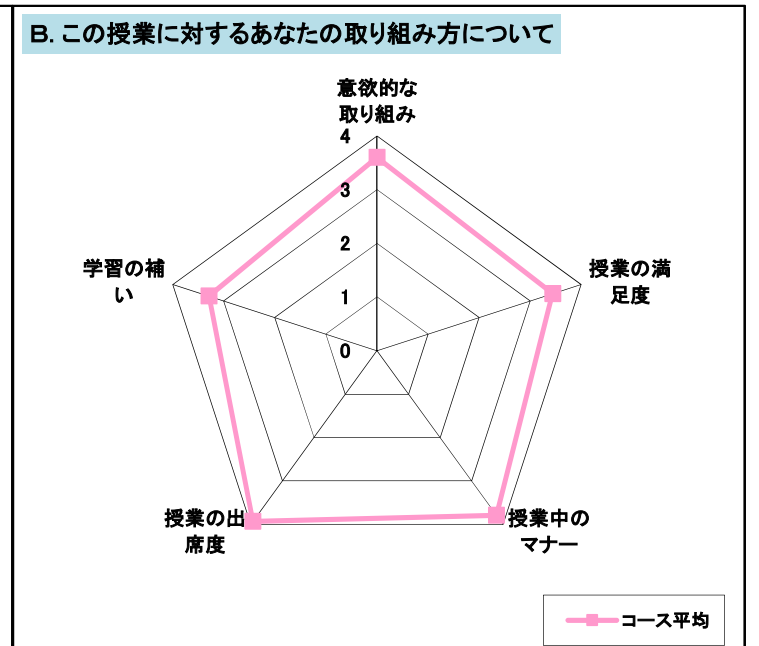 B. この授業に対するあなたの取り組み方について
意欲的な
取り組み
4
3
2
1
0
学習の補
い
授業の満
足度
授業の出
席度
授業中の
マナー
コース平均